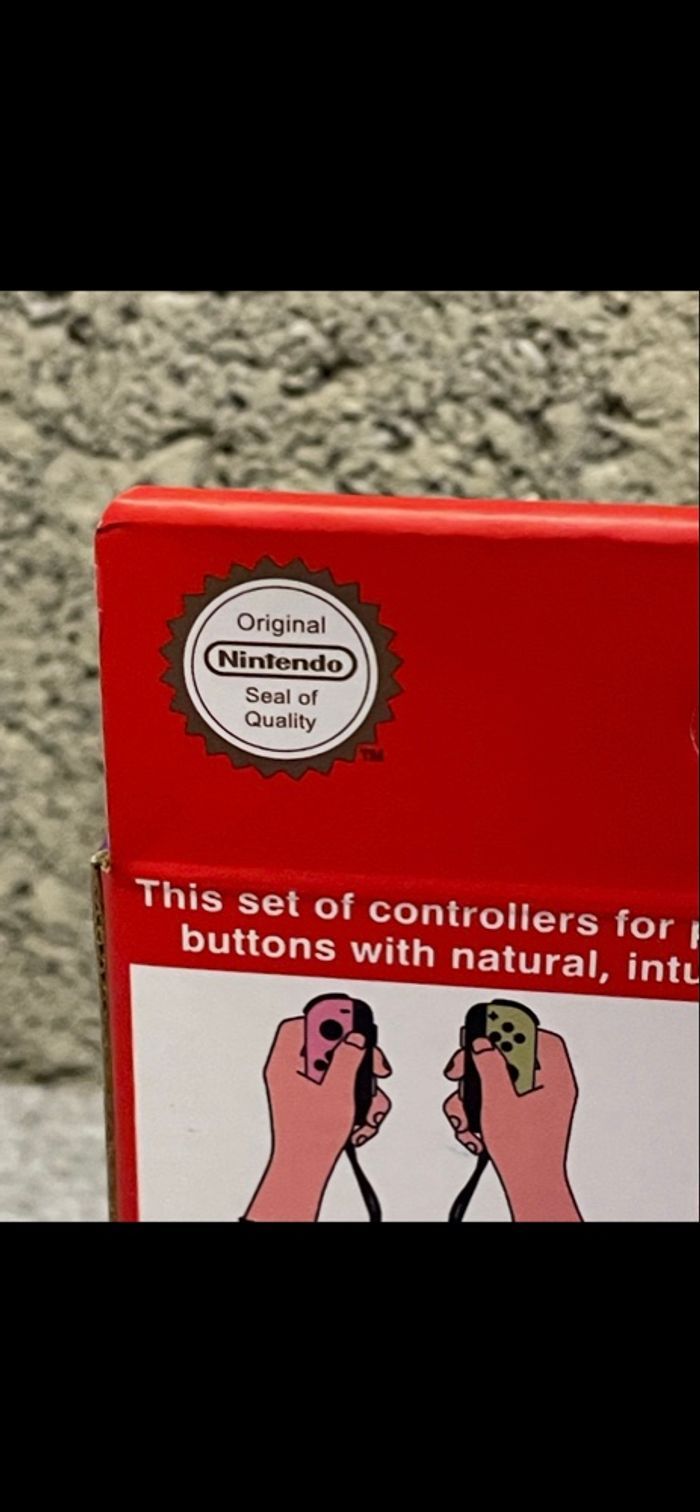 Original
Nintendo
Seal of
Quality
TM
This set of controllers for
buttons with natural,